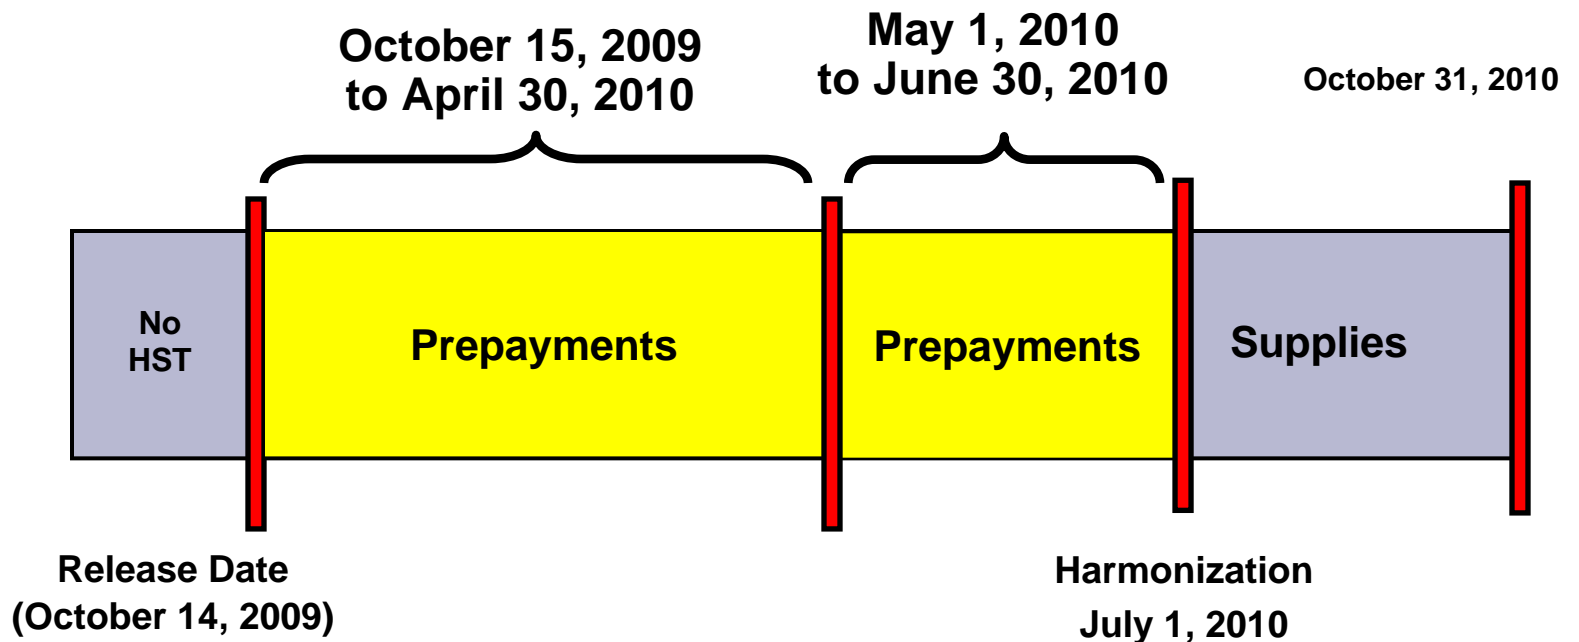 October 15, 2009
to April 30, 2010
May 1, 2010
to June 30, 2010
October 31, 2010
No
HST
Prepayments
Prepayments
Supplies
Release Date
(October 14, 2009)
Harmonization
July 1, 2010